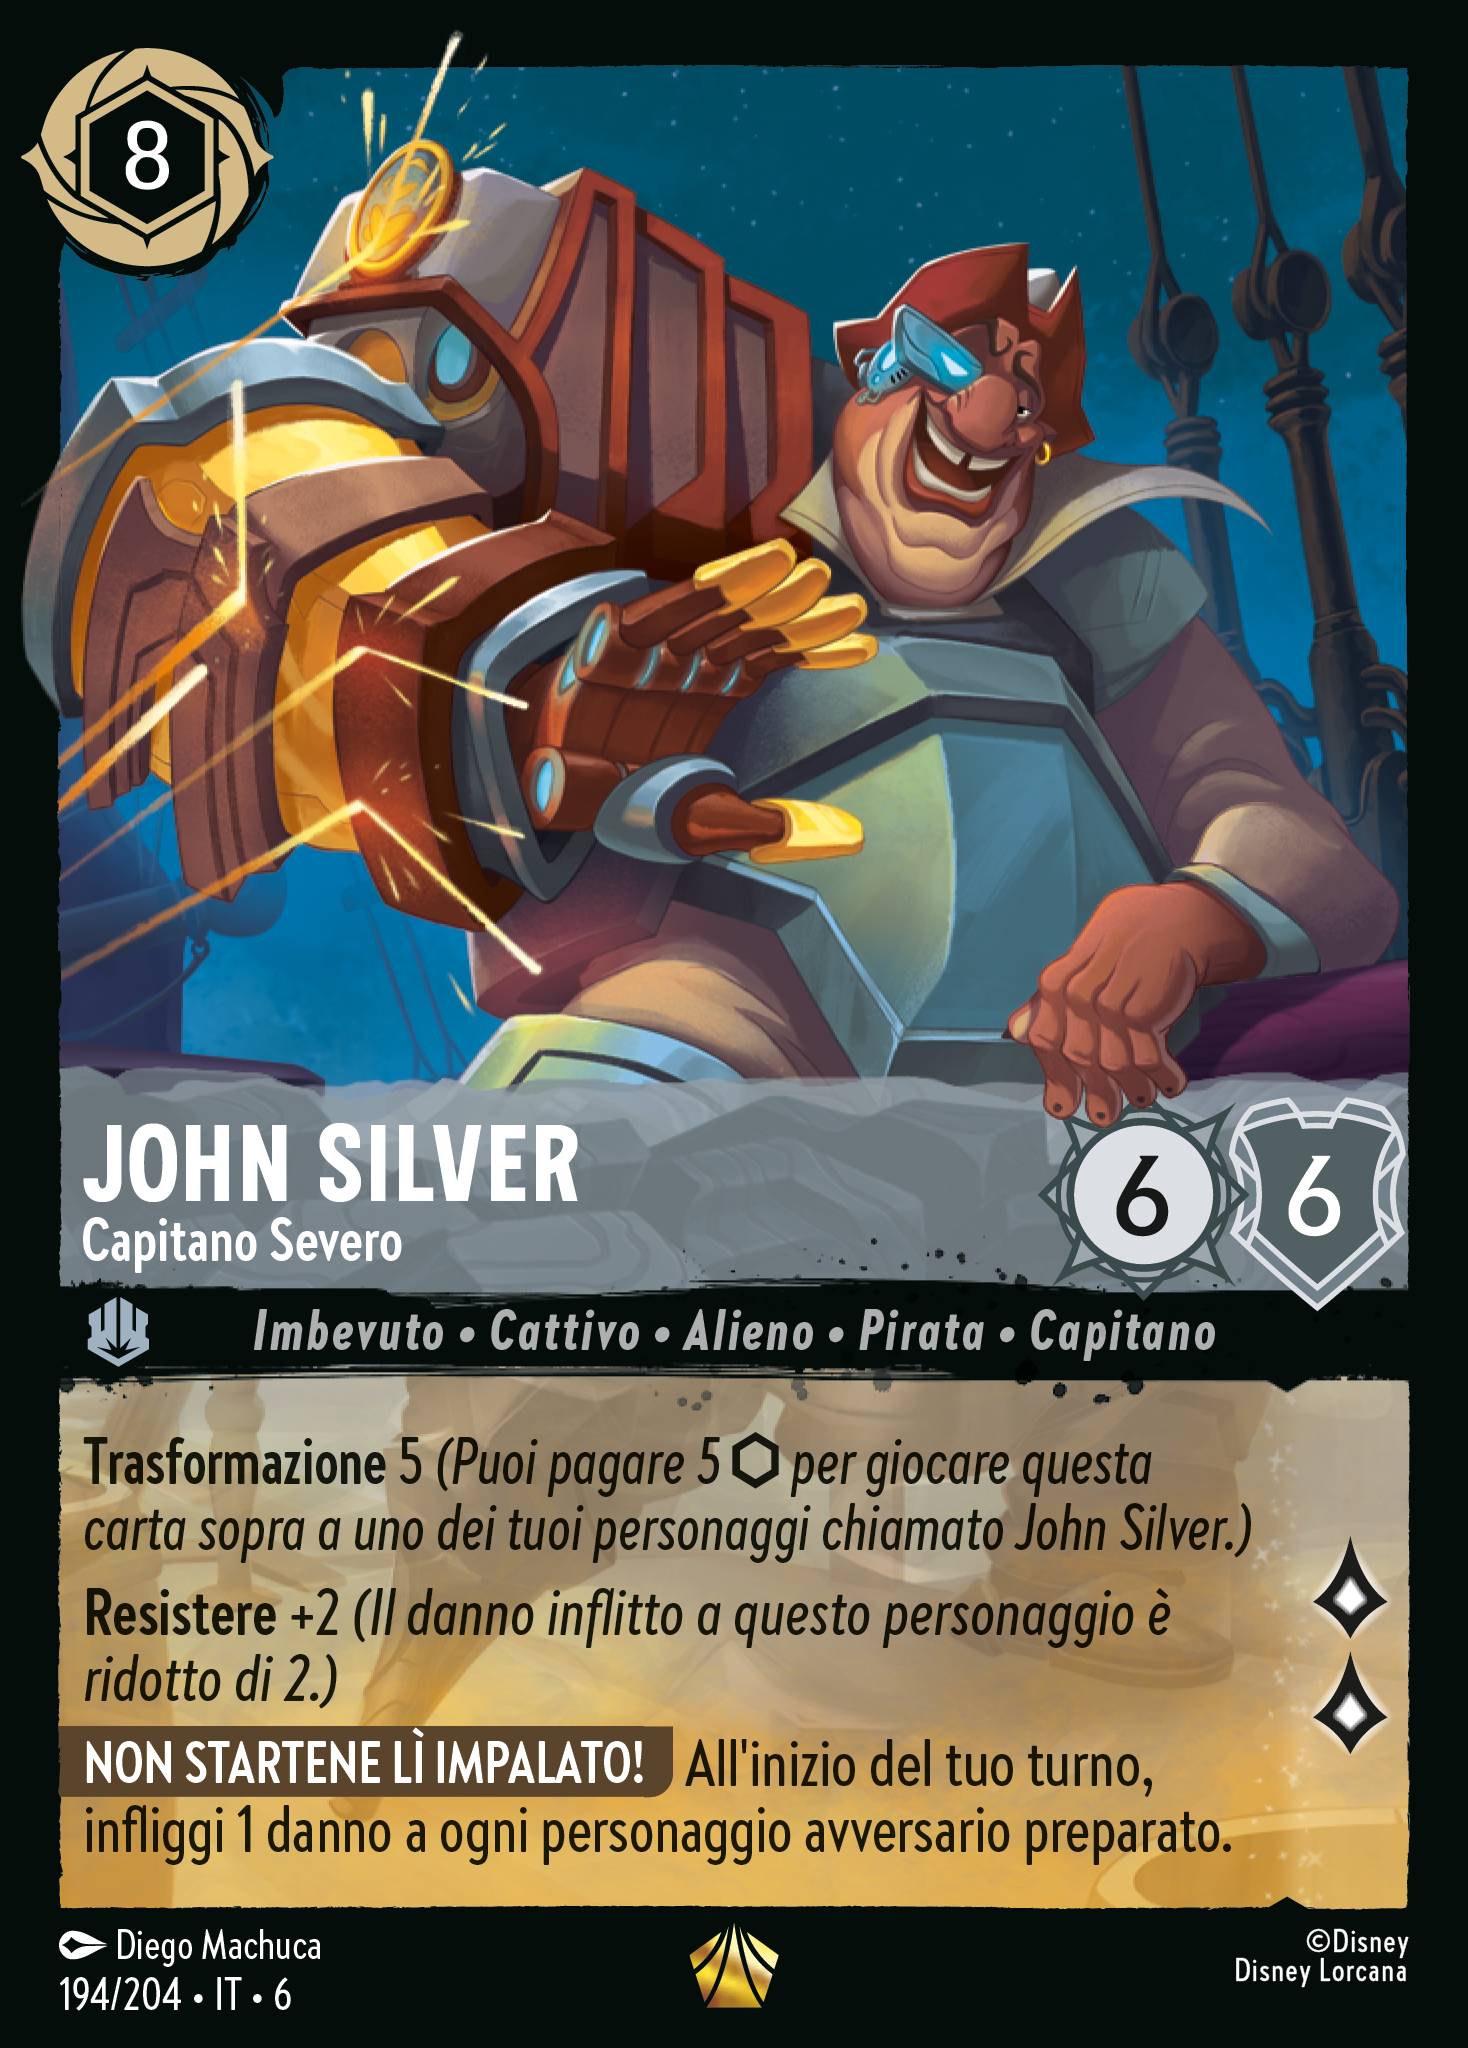 8
JOHN SILVER
Capitano Severo
6
6
Imbevuto • Cattivo • Alieno • Pirata • Capitano
Trasformazione 5 (Puoi pagare 5 ⬡ per giocare questa
carta sopra a uno dei tuoi personaggi chiamato John Silver.)
Resistere +2 (Il danno inflitto a questo personaggio è
ridotto di 2.)
NON STARTENE LÌ IMPALATO! All'inizio del tuo turno,
infliggi 1 danno a ogni personaggio avversario preparato.
Diego Machuca
194/204 • IT • 6
©Disney
Disney Lorcana